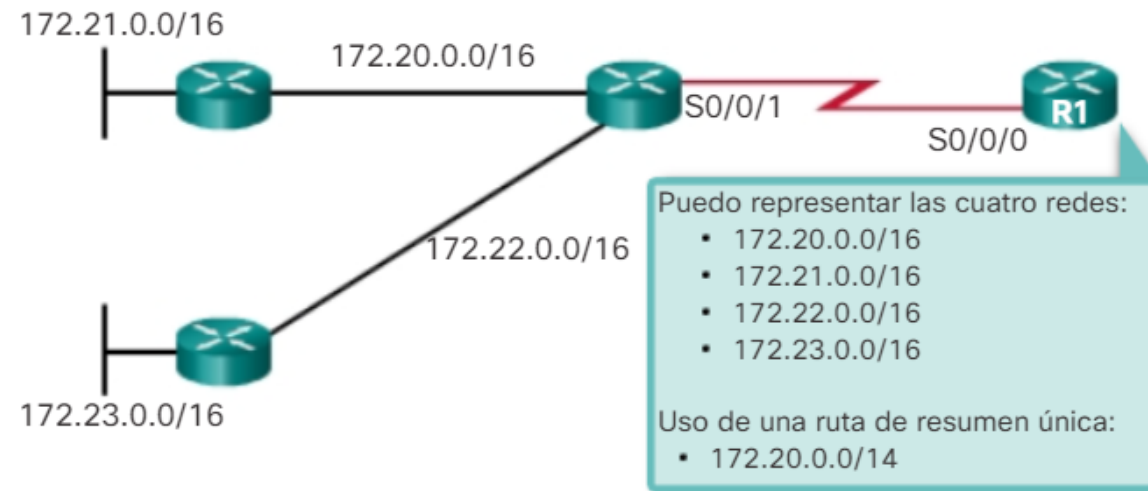 172.21.0.0/16
172.20.0.0/16
S0/0/1
R1
S0/0/0
172.22.0.0/16
172.23.0.0/16
Puedo representar las cuatro redes:
• 172.20.0.0/16
• 172.21.0.0/16
• 172.22.0.0/16
• 172.23.0.0/16
Uso de una ruta de resumen única:
• 172.20.0.0/14